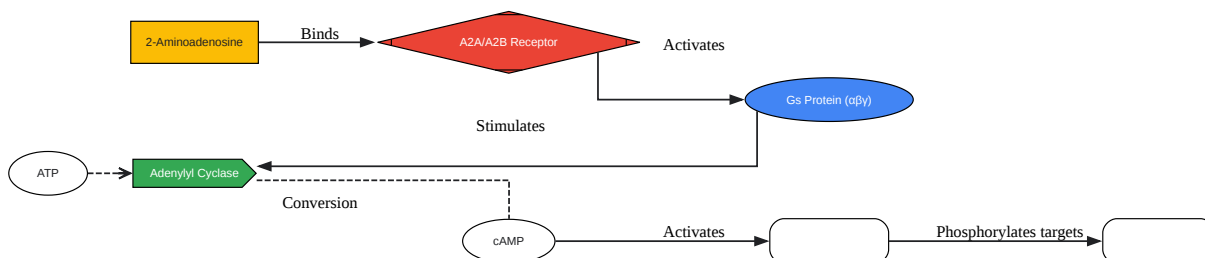 Binds
2-Aminoadenosine
A2A/A2B Receptor
Activates
Gs Protein (αβγ)
Stimulates
ATP
Adenylyl Cyclase
Conversion
cAMP
Activates
Phosphorylates targets